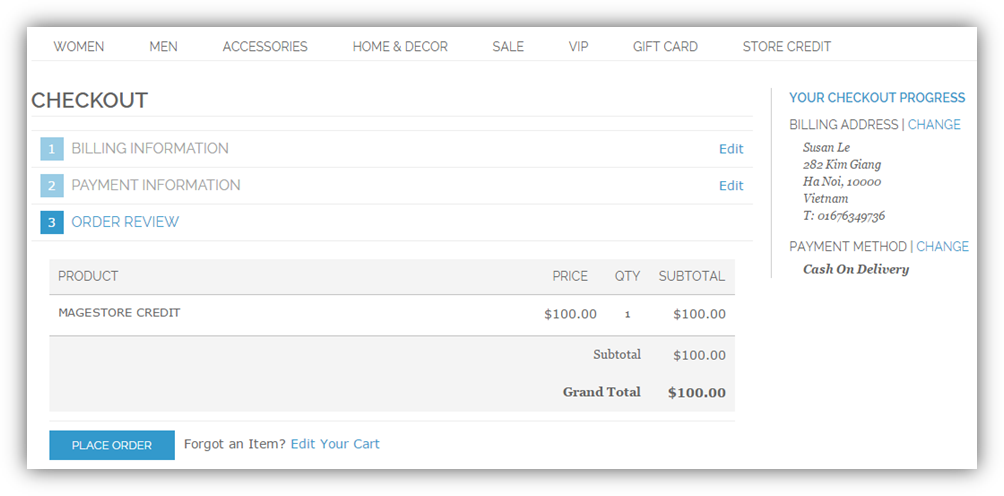 WOMEN MEN ACCESSORIES HOME & DECOR SALE VIP GIFT CARD STORE CREDIT
CHECKOUT
1 BILLING INFORMATION Edit
2 PAYMENT INFORMATION Edit
3 ORDER REVIEW
PRODUCT PRICE QTY SUBTOTAL
MAGESTORE CREDIT $100.00 1 $100.00
Subtotal $100.00
Grand Total $100.00
PLACE ORDER Forgot an Item? Edit Your Cart
YOUR CHECKOUT PROGRESS
BILLING ADDRESS | CHANGE
Susan Le
282 Kim Giang
Ha Noi, 10000
Vietnam
T: 01676349736
PAYMENT METHOD | CHANGE
Cash On Delivery